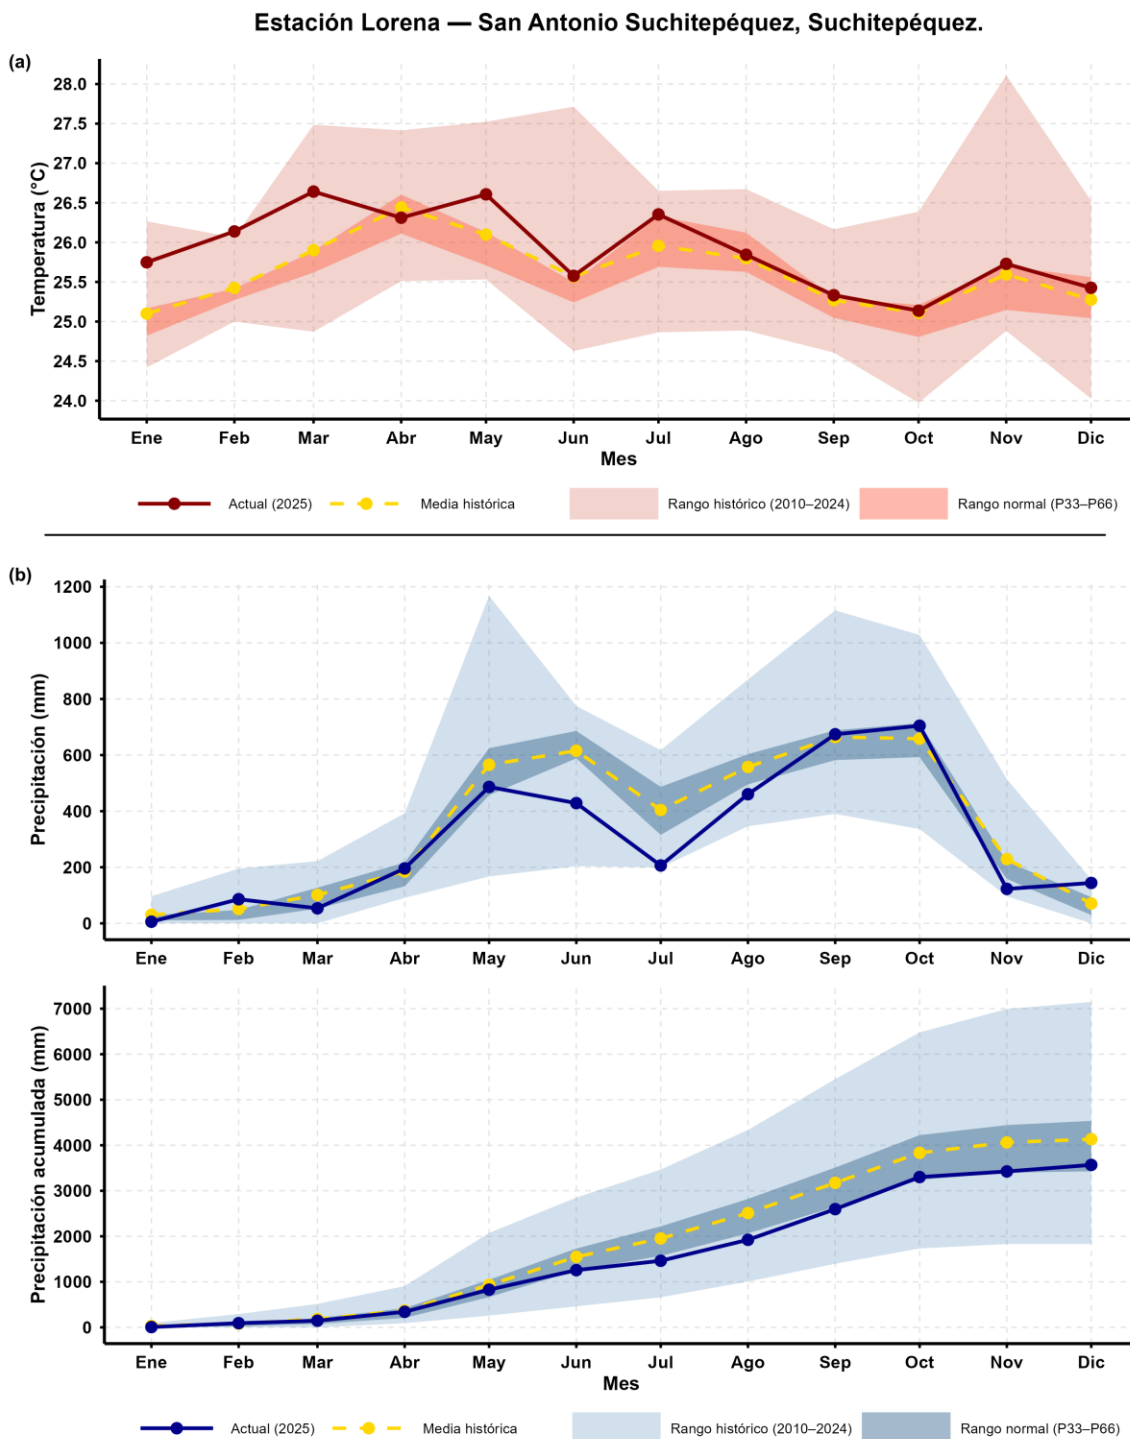 Estación Lorena — San Antonio Suchitepéquez, Suchitepéquez.
(a)
Temperatura (°C)
28.0
27.5
27.0
26.5
26.0
25.5
25.0
24.5
24.0
Ene Feb Mar Abr May Jun Jul Ago Sep Oct Nov Dic
Mes
Actual (2025) Media histórica Rango histórico (2010–2024) Rango normal (P33–P66)
(b)
Precipitación (mm)
1200
1000
800
600
400
200
0
Ene Feb Mar Abr May Jun Jul Ago Sep Oct Nov Dic
Precipitación acumulada (mm)
7000
6000
5000
4000
3000
2000
1000
0
Ene Feb Mar Abr May Jun Jul Ago Sep Oct Nov Dic
Mes
Actual (2025) Media histórica Rango histórico (2010–2024) Rango normal (P33–P66)